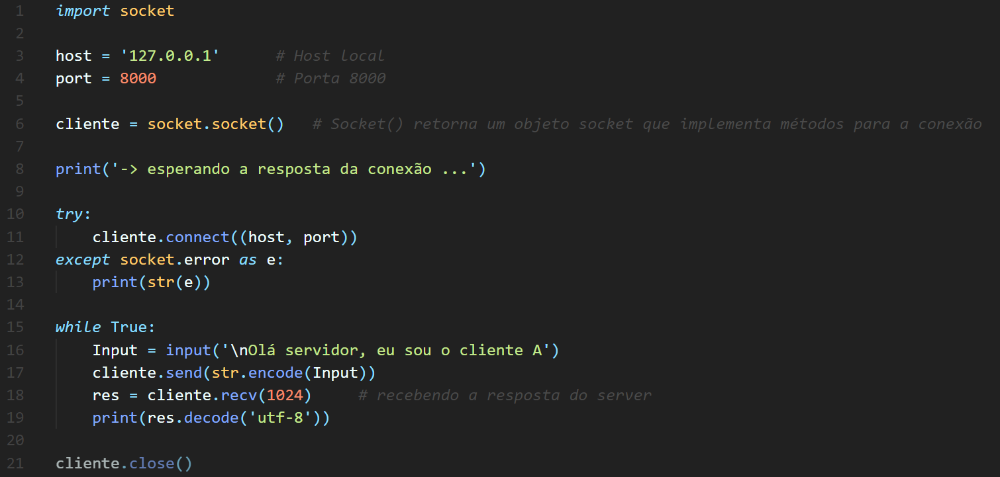 1 import socket
2
3 host = '127.0.0.1' # Host local
4 port = 8000 # Porta 8000
5
6 cliente = socket.socket() # Socket() retorna um objeto socket que implementa métodos para a conexão
7
8 print('-> esperando a resposta da conexão ...')
9
10 try:
11 cliente.connect((host, port))
12 except socket.error as e:
13 print(str(e))
14
15 while True:
16 Input = input('\nOlá servidor, eu sou o cliente A')
17 cliente.send(str.encode(Input))
18 res = cliente.recv(1024) # recebendo a resposta do server
19 print(res.decode('utf-8'))
20
21 cliente.close()